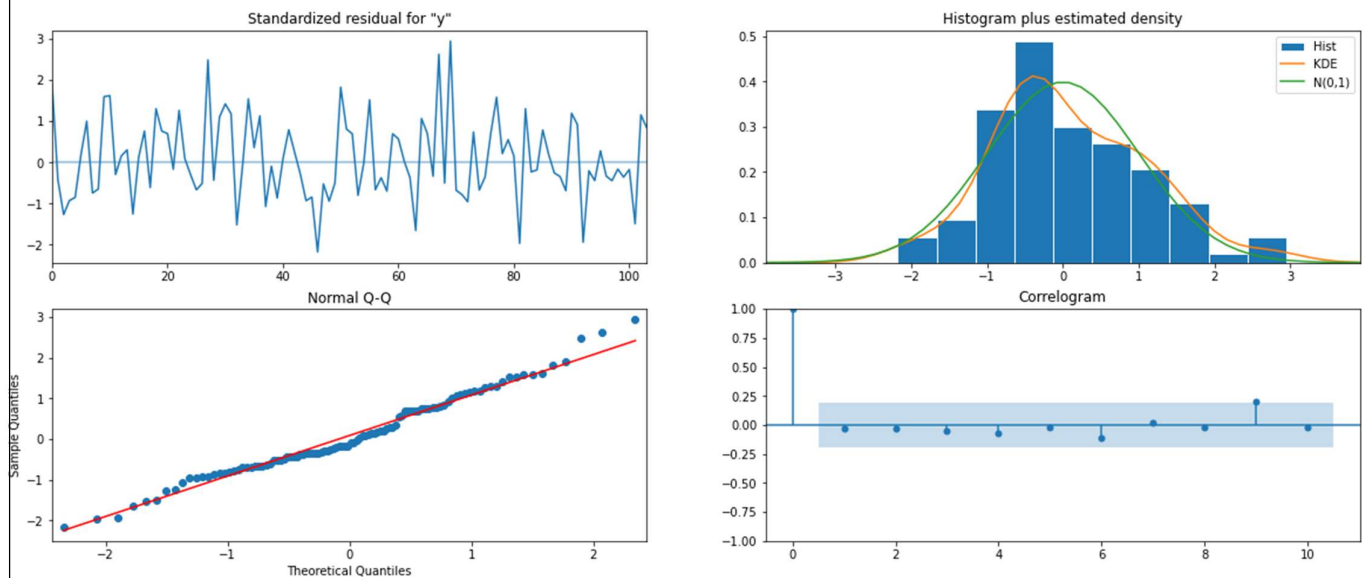 Standardized residual for "y"
3
2
1
0
−1
−2
0 20 40 60 80 100
Histogram plus estimated density
0.5
0.4
0.3
0.2
0.1
0.0
−3 −2 −1 0 1 2 3
Hist
KDE
N(0,1)
Normal Q-Q
Sample Quantiles
3
2
1
0
−1
−2
−2 −1 0 1 2
Theoretical Quantiles
Correlogram
1.00
0.75
0.50
0.25
0.00
−0.25
−0.50
−0.75
−1.00
0 2 4 6 8 10